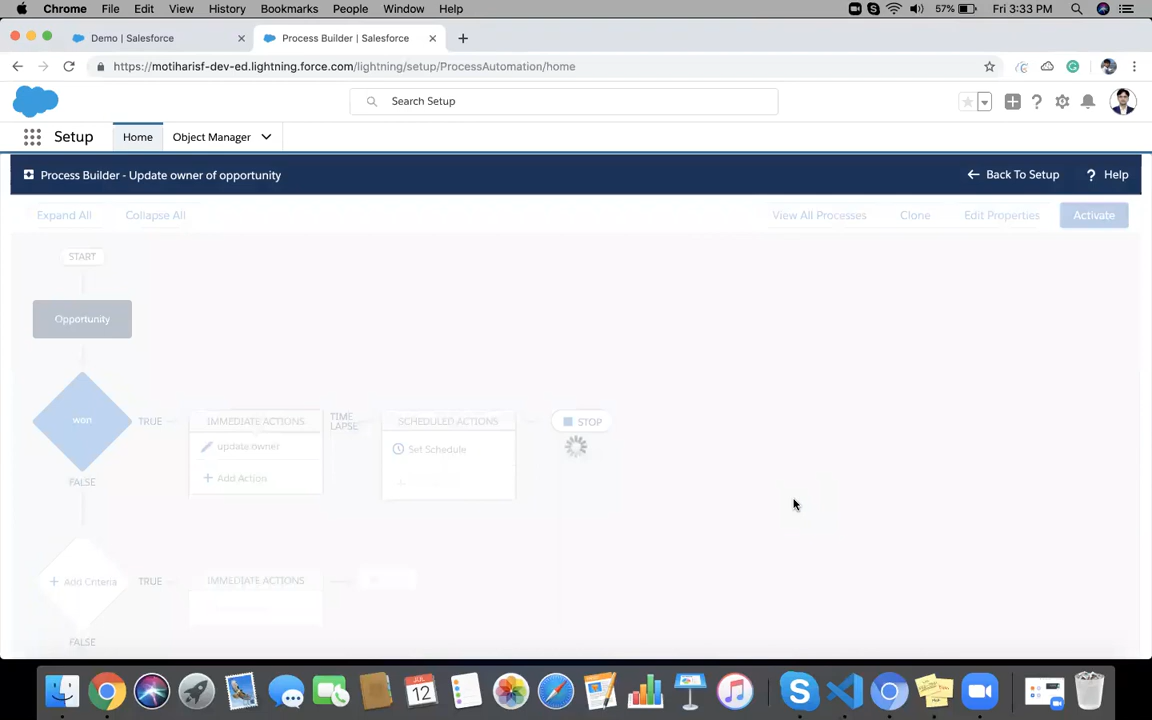 Chrome File Edit View History Bookmarks People Window Help 57% Fri 3:33 PM
Demo | Salesforce Process Builder | Salesforce
https://motiharisf-dev-ed.lightning.force.com/lightning/setup/ProcessAutomation/home
Search Setup
Setup Home Object Manager
Process Builder - Update owner of opportunity Back To Setup ? Help
Expand All Collapse All View All Processes Clone Edit Properties Activate
START
Opportunity
won TRUE IMMEDIATE ACTIONS TIME LAPSE SCHEDULED ACTIONS STOP
update owner Set Schedule
+ Add Action
FALSE
+ Add Criteria TRUE IMMEDIATE ACTIONS
FALSE
JUL
12